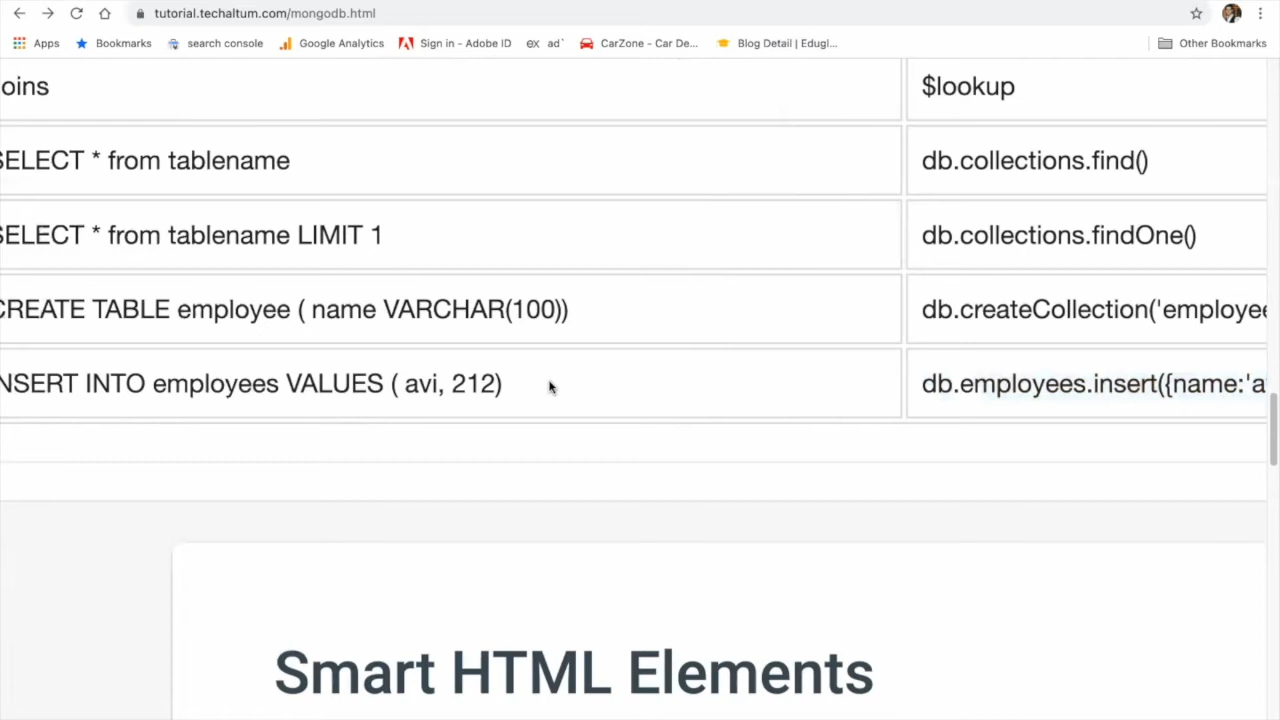 tutorial.techaltum.com/mongodb.html
Apps Bookmarks search console Google Analytics Sign in - Adobe ID ex ad` CarZone - Car De... Blog Detail | Edugl... Other Bookmarks
oins $lookup
SELECT * from tablename db.collections.find()
SELECT * from tablename LIMIT 1 db.collections.findOne()
CREATE TABLE employee ( name VARCHAR(100)) db.createCollection('employee
NSERT INTO employees VALUES ( avi, 212) db.employees.insert({name:'a
Smart HTML Elements